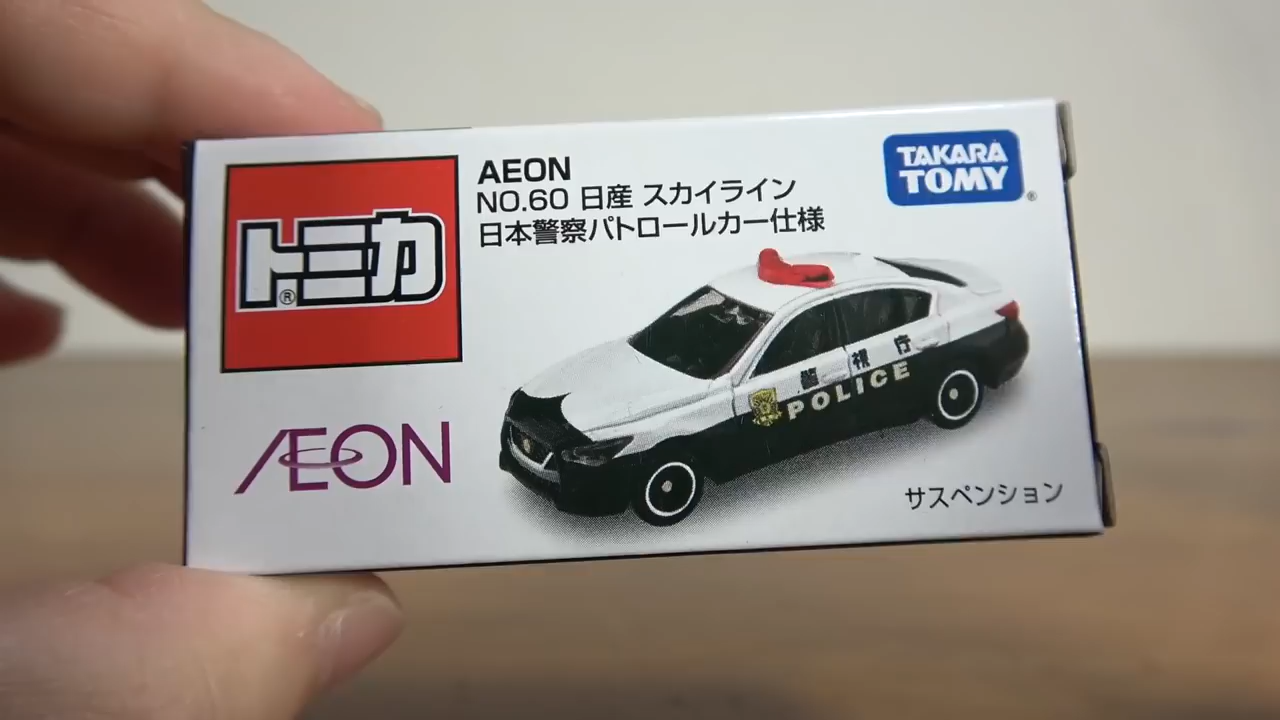 トミカ
®
AEON
NO.60 日産 スカイライン
日本警察パトロールカー仕様
TAKARA
TOMY
®
警視庁
POLICE
AEON
サスペンション